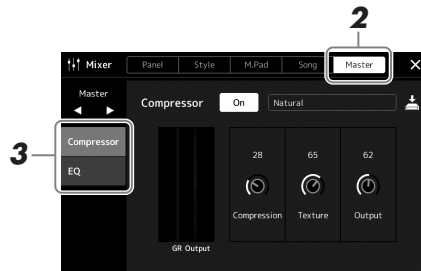 2
Mixer Panel Style M.Pad Song Master
Master
Compressor On Natural
3
Compressor
EQ
28 65 62
Compression Texture Output
GR Output